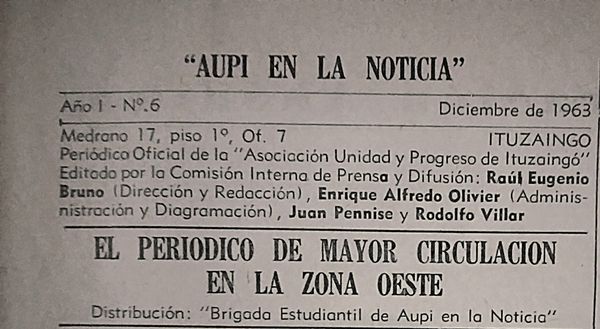 "AUPI EN LA NOTICIA"
Año I - Nº.6 Diciembre de 1963
Medrano 17, piso 1º, Of. 7 ITUZAINGO
Periódico Oficial de la "Asociación Unidad y Progreso de Ituzaingó"
Editado por la Comisión Interna de Prensa y Difusión: Raúl Eugenio
Bruno (Dirección y Redacción), Enrique Alfredo Olivier (Adminis-
nistración y Diagramación), Juan Pennise y Rodolfo Villar
EL PERIODICO DE MAYOR CIRCULACION
EN LA ZONA OESTE
Distribución: "Brigada Estudiantil de Aupi en la Noticia"